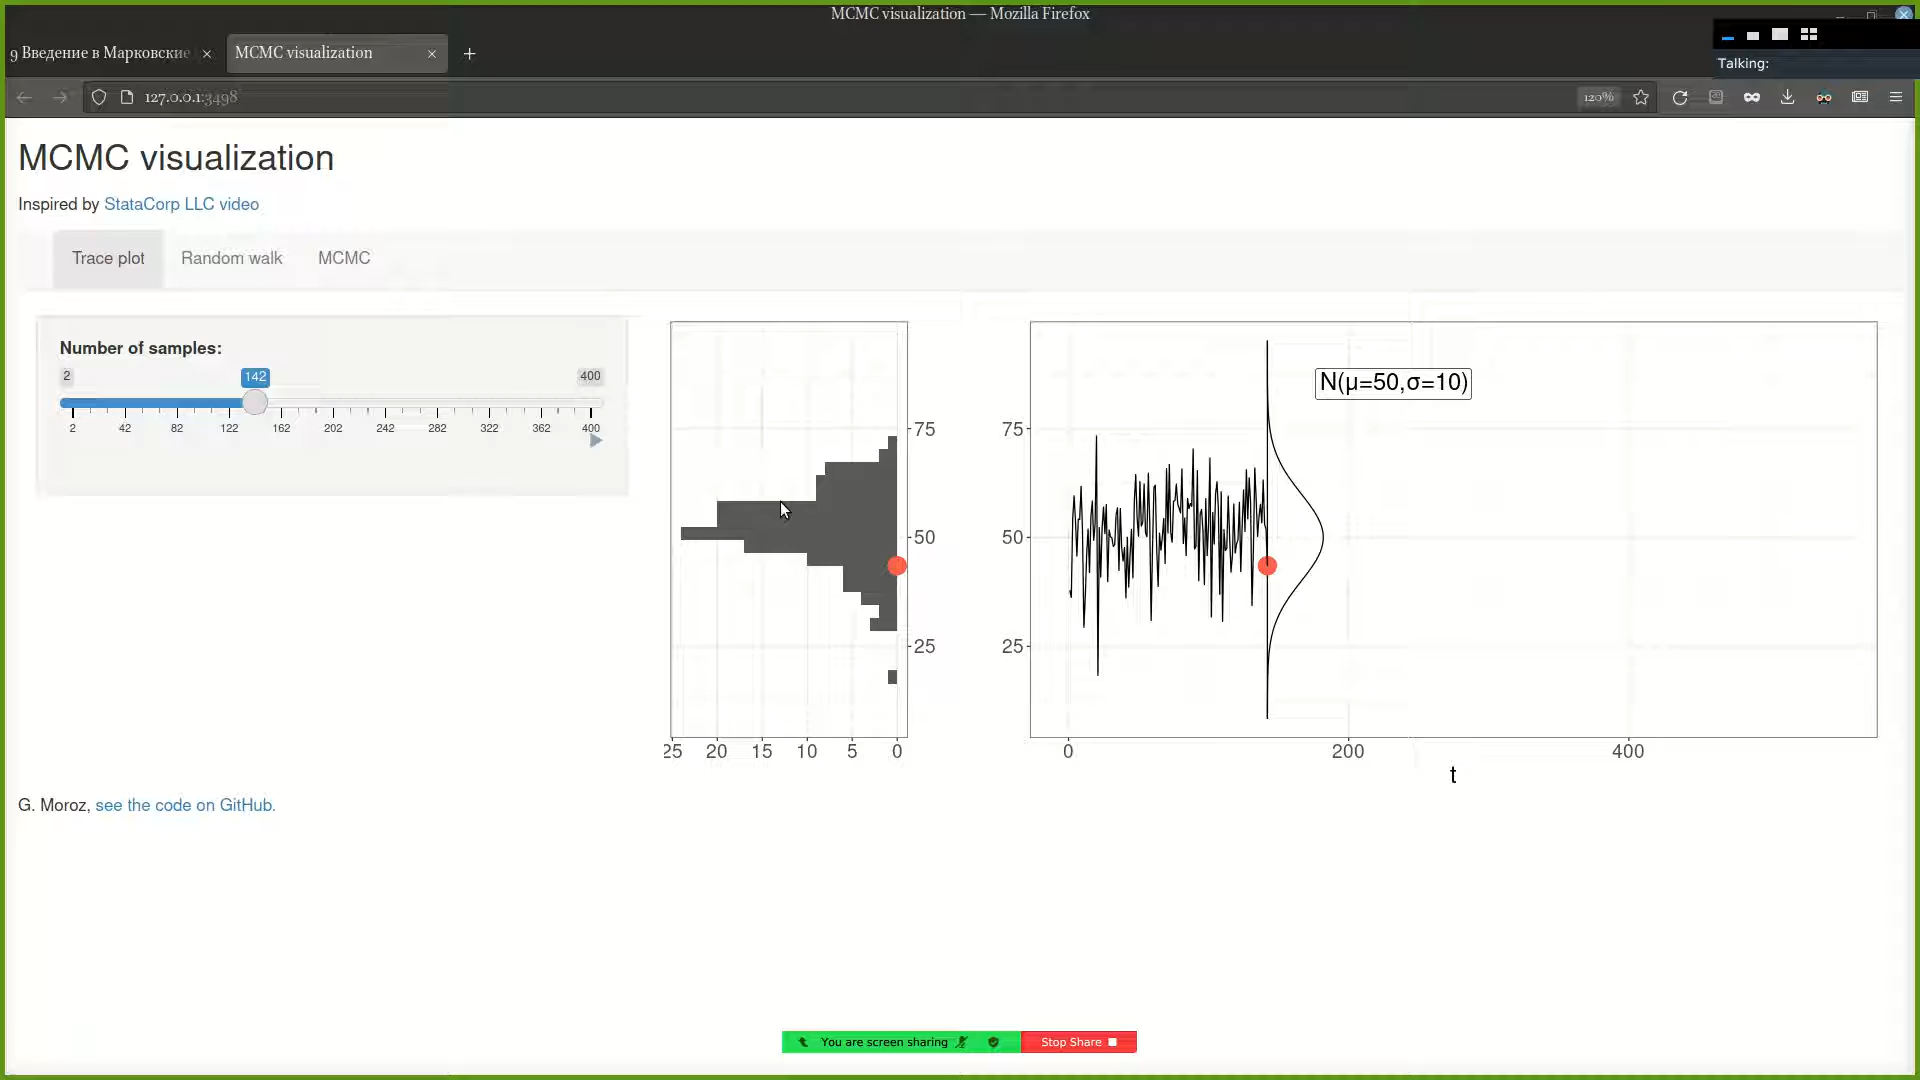 MCMC visualization — Mozilla Firefox
9 Введение в Марковские
MCMC visualization
Talking:
127.0.0.1:3498
120%
MCMC visualization
Inspired by StataCorp LLC video
Trace plot Random walk MCMC
Number of samples:
2 142 400
2 42 82 122 162 202 242 282 322 362 400
75
50
25
25 20 15 10 5 0
N(μ=50,σ=10)
75
50
25
0 200 400
t
G. Moroz, see the code on GitHub.
You are screen sharing Stop Share